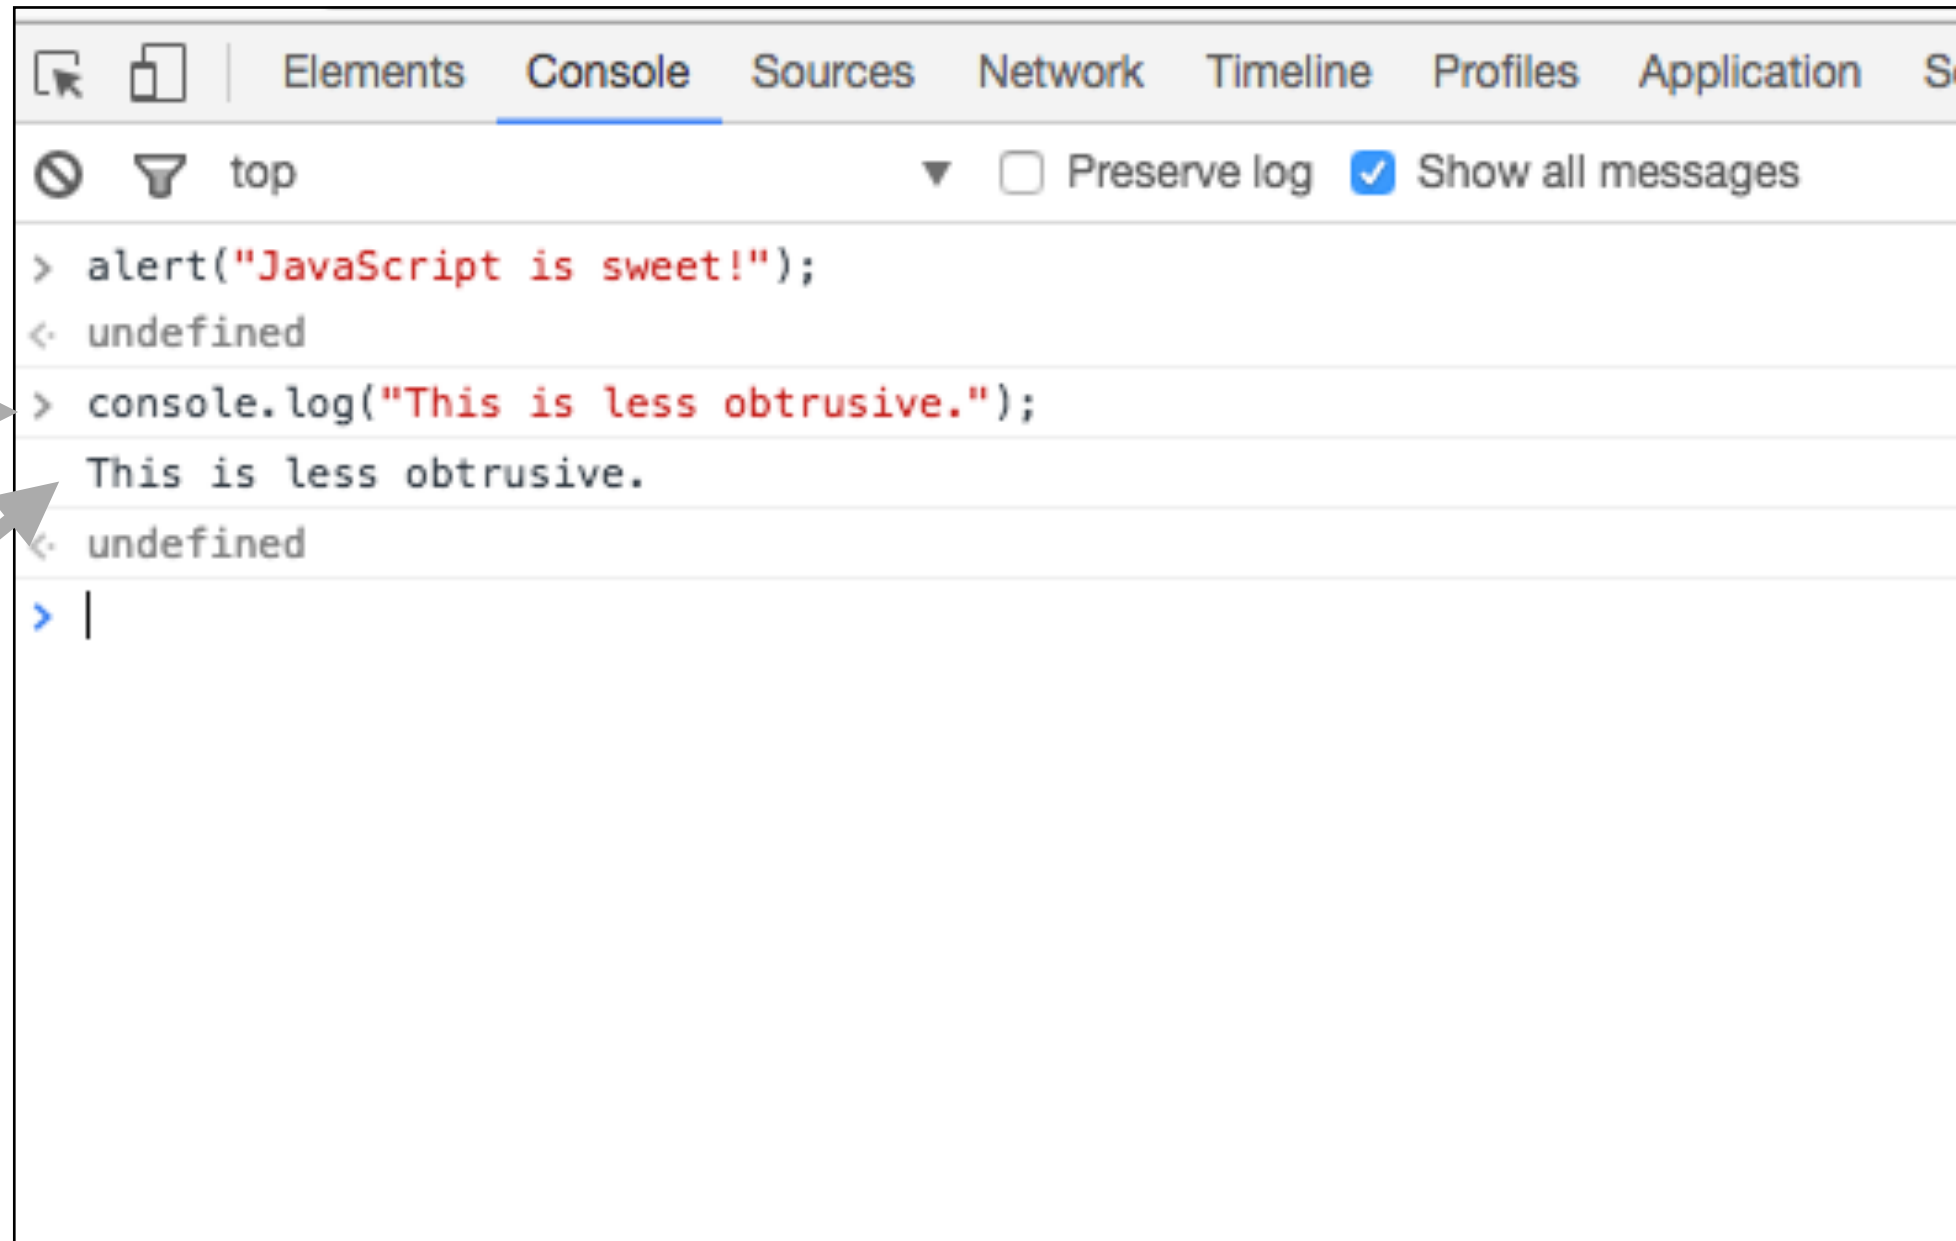 Elements Console Sources Network Timeline Profiles Application
top Preserve log Show all messages
> alert("JavaScript is sweet!");
undefined
> console.log("This is less obtrusive.");
This is less obtrusive.
undefined
>